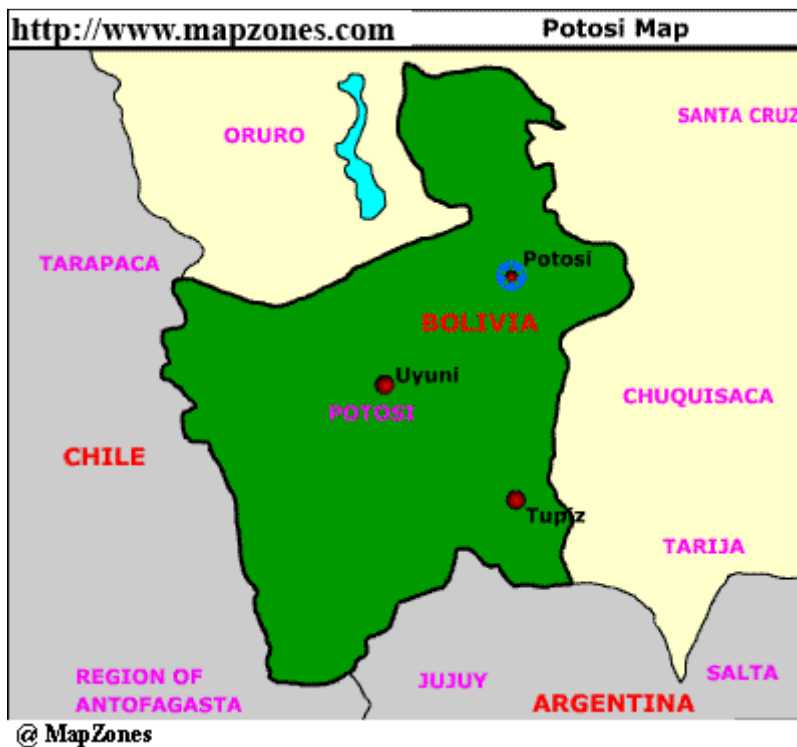 http://www.mapzones.com
Potosi Map
SANTA CRUZ
ORURO
TARAPACA
Potosi
BOLIVIA
Uyuni
POTOSI
CHUQUISACA
CHILE
Tupiz
TARIJA
REGION OF
ANTOFAGASTA
JUJUY
SALTA
ARGENTINA
@ MapZones